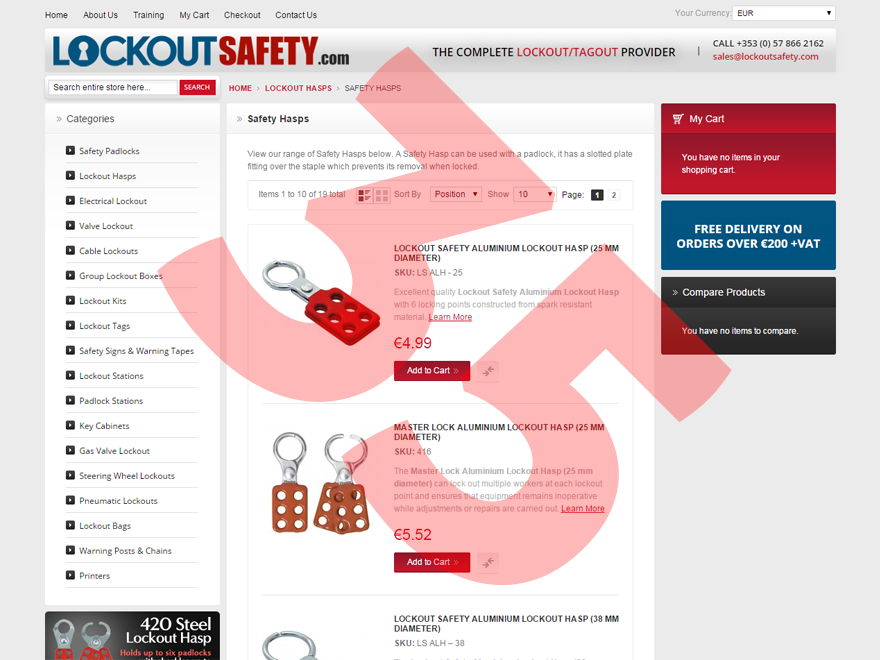 Home About Us Training My Cart Checkout Contact Us
Your Currency: EUR
LOCKOUTSAFETY.com
THE COMPLETE LOCKOUT/TAGOUT PROVIDER | CALL +353 (0) 57 866 2162
sales@lockoutsafety.com
Search entire store here... SEARCH
HOME > LOCKOUT HASPS > SAFETY HASPS
» Categories
Safety Padlocks
Lockout Hasps
Electrical Lockout
Valve Lockout
Cable Lockouts
Group Lockout Boxes
Lockout Kits
Lockout Tags
Safety Signs & Warning Tapes
Lockout Stations
Padlock Stations
Key Cabinets
Gas Valve Lockout
Steering Wheel Lockouts
Pneumatic Lockouts
Lockout Bags
Warning Posts & Chains
Printers
420 Steel
Lockout Hasp
Holds up to six padlocks
» Safety Hasps
View our range of Safety Hasps below. A Safety Hasp can be used with a padlock, it has a slotted plate
fitting over the staple which prevents its removal when locked.
Items 1 to 10 of 19 total Sort By Position Show 10 Page: 1 2
LOCKOUT SAFETY ALUMINIUM LOCKOUT HASP (25 MM
DIAMETER)
SKU: LS ALH - 25
Excellent quality Lockout Safety Aluminium Lockout Hasp
with 6 locking points constructed from spark resistant
material. Learn More
€4.99
Add to Cart »
MASTER LOCK ALUMINIUM LOCKOUT HASP (25 MM
DIAMETER)
SKU: 416
The Master Lock Aluminium Lockout Hasp (25 mm
diameter) can lock out multiple workers at each lockout
point and ensures that equipment remains inoperative
while adjustments or repairs are carried out. Learn More
€5.52
Add to Cart »
LOCKOUT SAFETY ALUMINIUM LOCKOUT HASP (38 MM
DIAMETER)
SKU: LS ALH – 38
My Cart
You have no items in your
shopping cart.
FREE DELIVERY ON
ORDERS OVER €200 +VAT
» Compare Products
You have no items to compare.